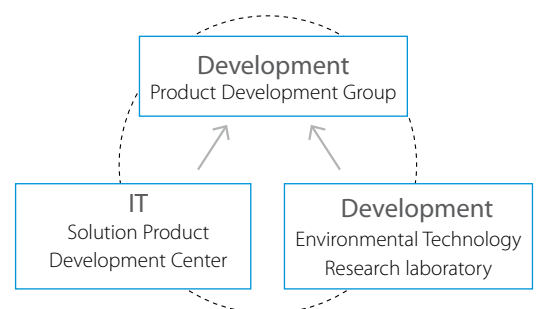 Development
Product Development Group
IT
Solution Product
Development Center
Development
Environmental Technology
Research laboratory